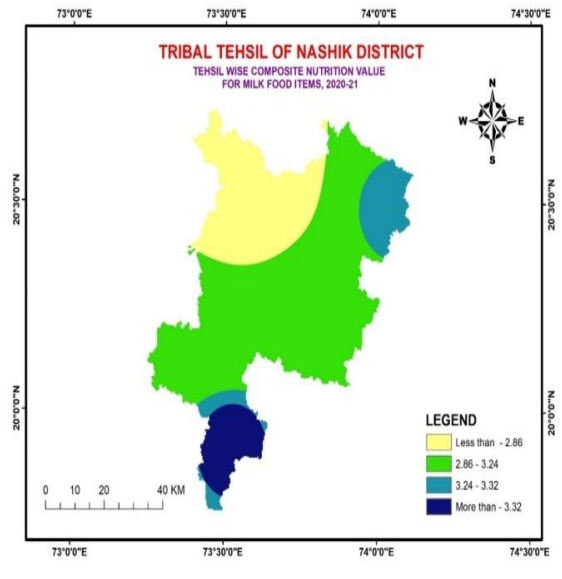 73°0'0"E 73°30'0"E 74°0'0"E 74°30'0"E
TRIBAL TEHSIL OF NASHIK DISTRICT
TEHSIL WISE COMPOSITE NUTRITION VALUE
FOR MILK FOOD ITEMS, 2020-21
N
W E
S
20°30'0"N 20°30'0"N
20°0'0"N 20°0'0"N
LEGEND
Less than - 2.86
2.86 - 3.24
3.24 - 3.32
More than - 3.32
0 10 20 40 KM
73°0'0"E 73°30'0"E 74°0'0"E 74°30'0"E